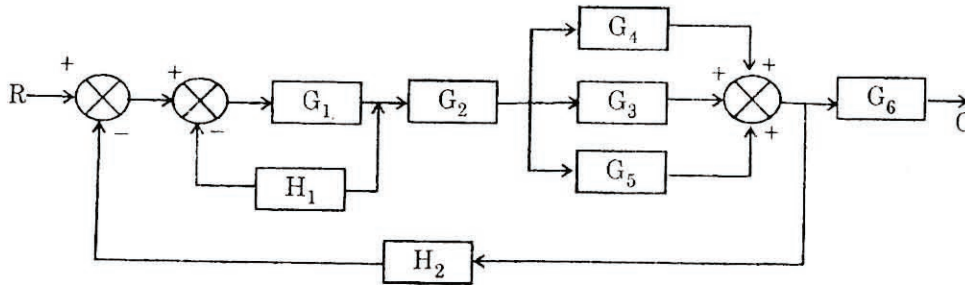 G₄
R
+
−
+
−
G₁
G₂
G₃
+
+
+
G₆
C
H₁
G₅
H₂